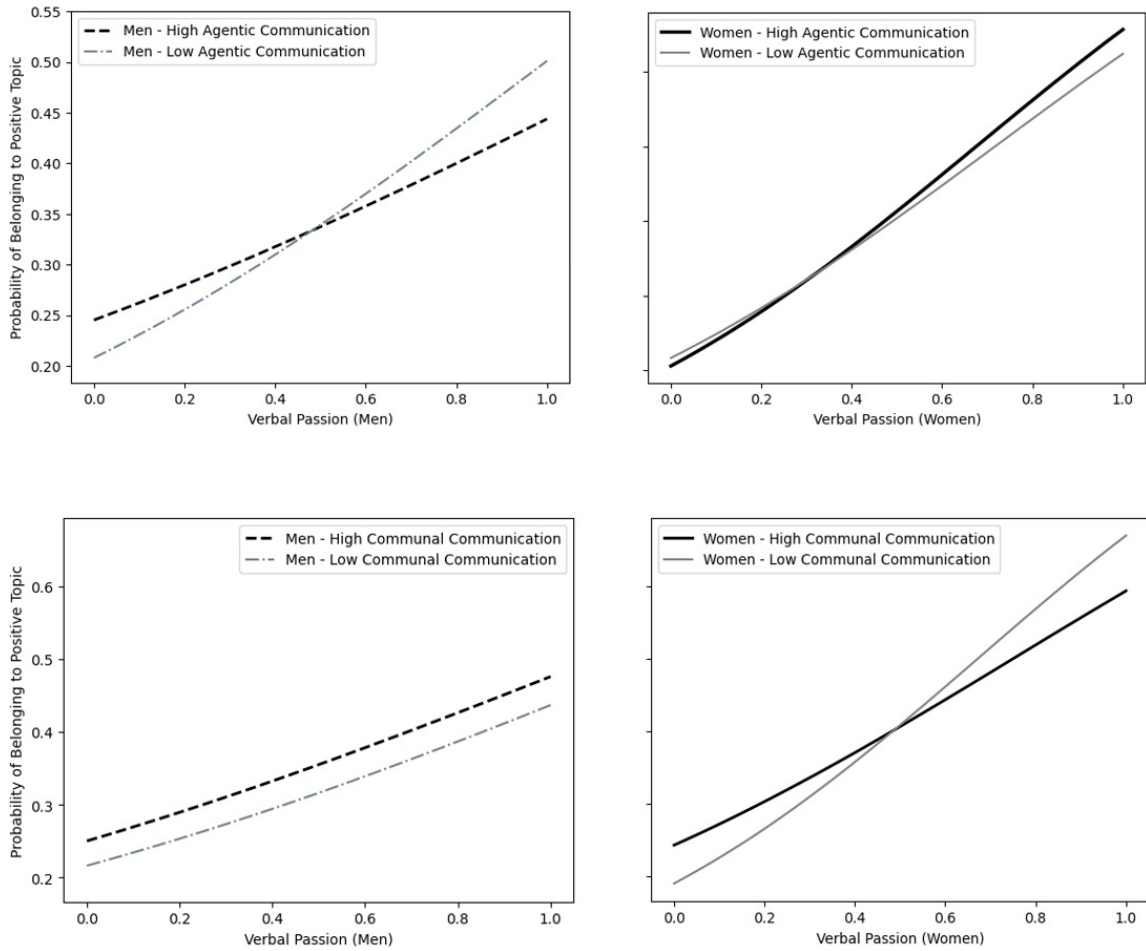 Men - High Agentic Communication
Men - Low Agentic Communication
Probability of Belonging to Positive Topic
0.55
0.50
0.45
0.40
0.35
0.30
0.25
0.20
0.0 0.2 0.4 0.6 0.8 1.0
Verbal Passion (Men)
Women - High Agentic Communication
Women - Low Agentic Communication
0.0 0.2 0.4 0.6 0.8 1.0
Verbal Passion (Women)
Men - High Communal Communication
Men - Low Communal Communication
Probability of Belonging to Positive Topic
0.6
0.5
0.4
0.3
0.2
0.0 0.2 0.4 0.6 0.8 1.0
Verbal Passion (Men)
Women - High Communal Communication
Women - Low Communal Communication
0.0 0.2 0.4 0.6 0.8 1.0
Verbal Passion (Women)